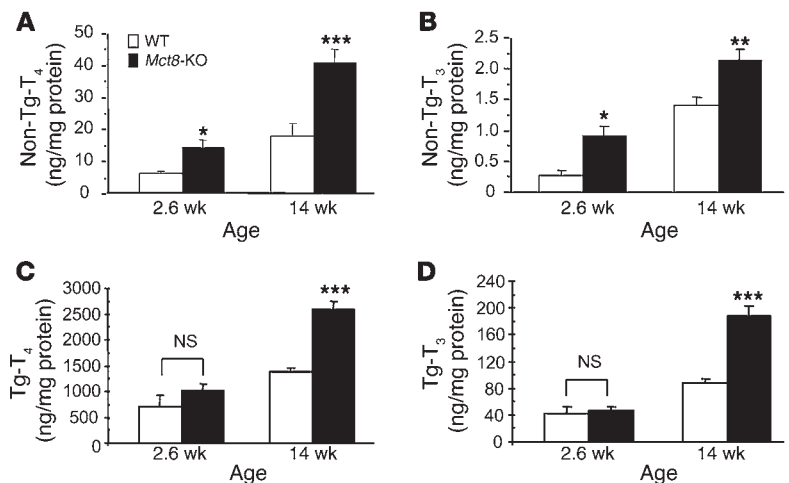 A
Non-Tg-T4
(ng/mg protein)
50
40
30
20
10
0
WT
Mct8-KO
*
***
2.6 wk
14 wk
Age
B
Non-Tg-T3
(ng/mg protein)
2.5
2.0
1.5
1.0
0.5
0
*
**
2.6 wk
14 wk
Age
C
Tg-T4
(ng/mg protein)
3000
2500
2000
1500
1000
500
0
NS
***
2.6 wk
14 wk
Age
D
Tg-T3
(ng/mg protein)
240
200
160
120
80
40
0
NS
***
2.6 wk
14 wk
Age